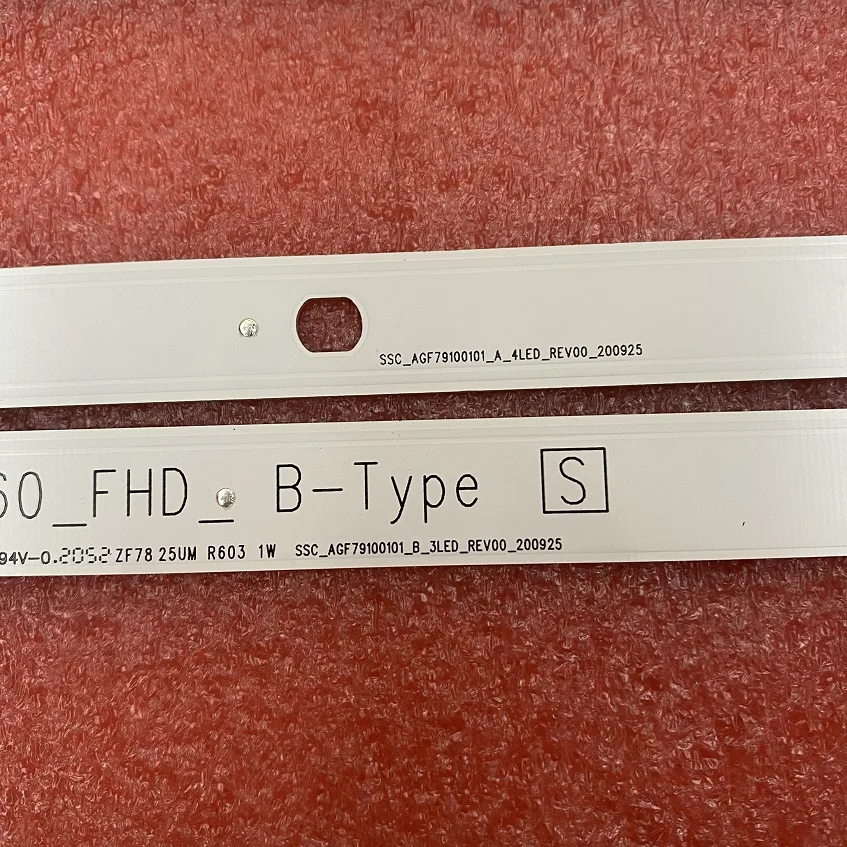 SSC_AGF79100101_A_4LED_REV00_200925
60_FHD_ B-Type S
94V-0.2052 ZF78 25UM R603 1W SSC_AGF79100101_B_3LED_REV00_200925